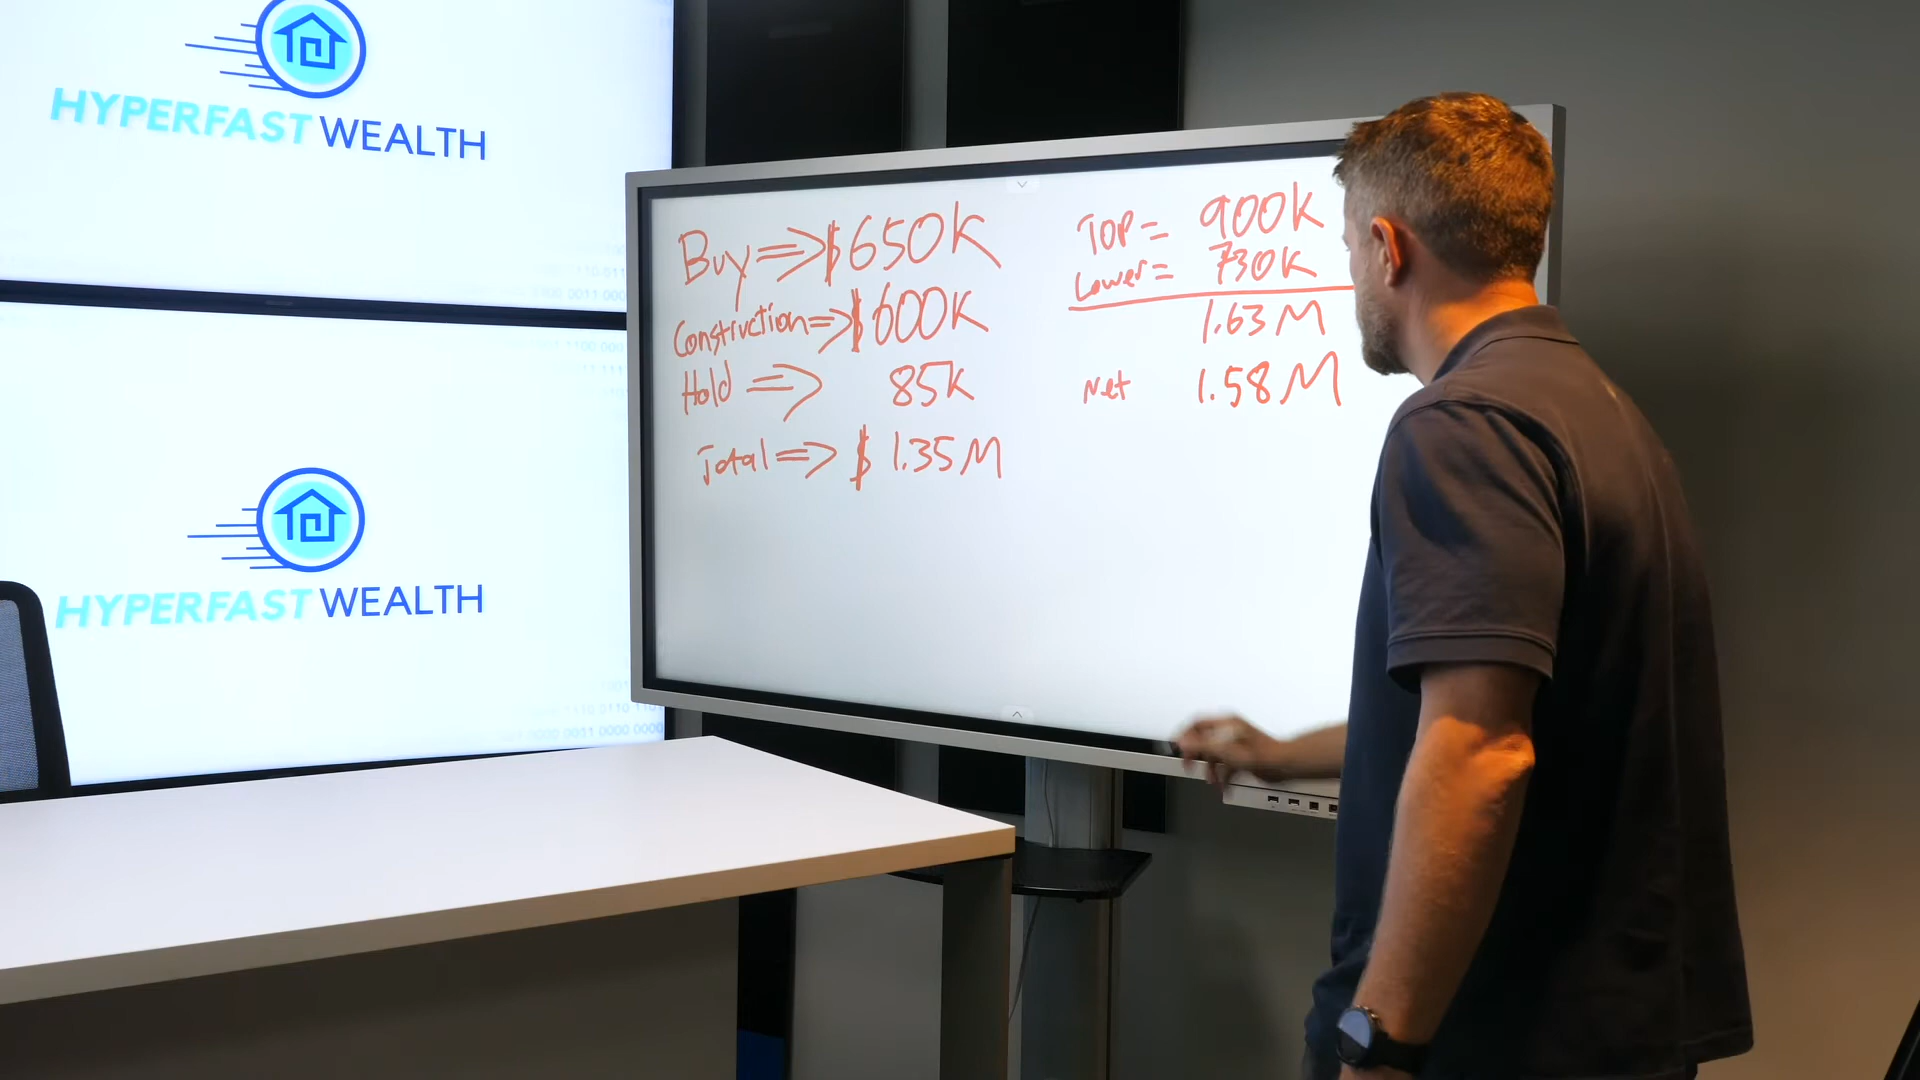 HYPERFAST WEALTH
HYPERFAST WEALTH
Buy => $650K
Construction => $600K
Hold => 85K
Total => $ 1.35M
TOP = 900K
Lower = 730K
1.63M
Net 1.58M